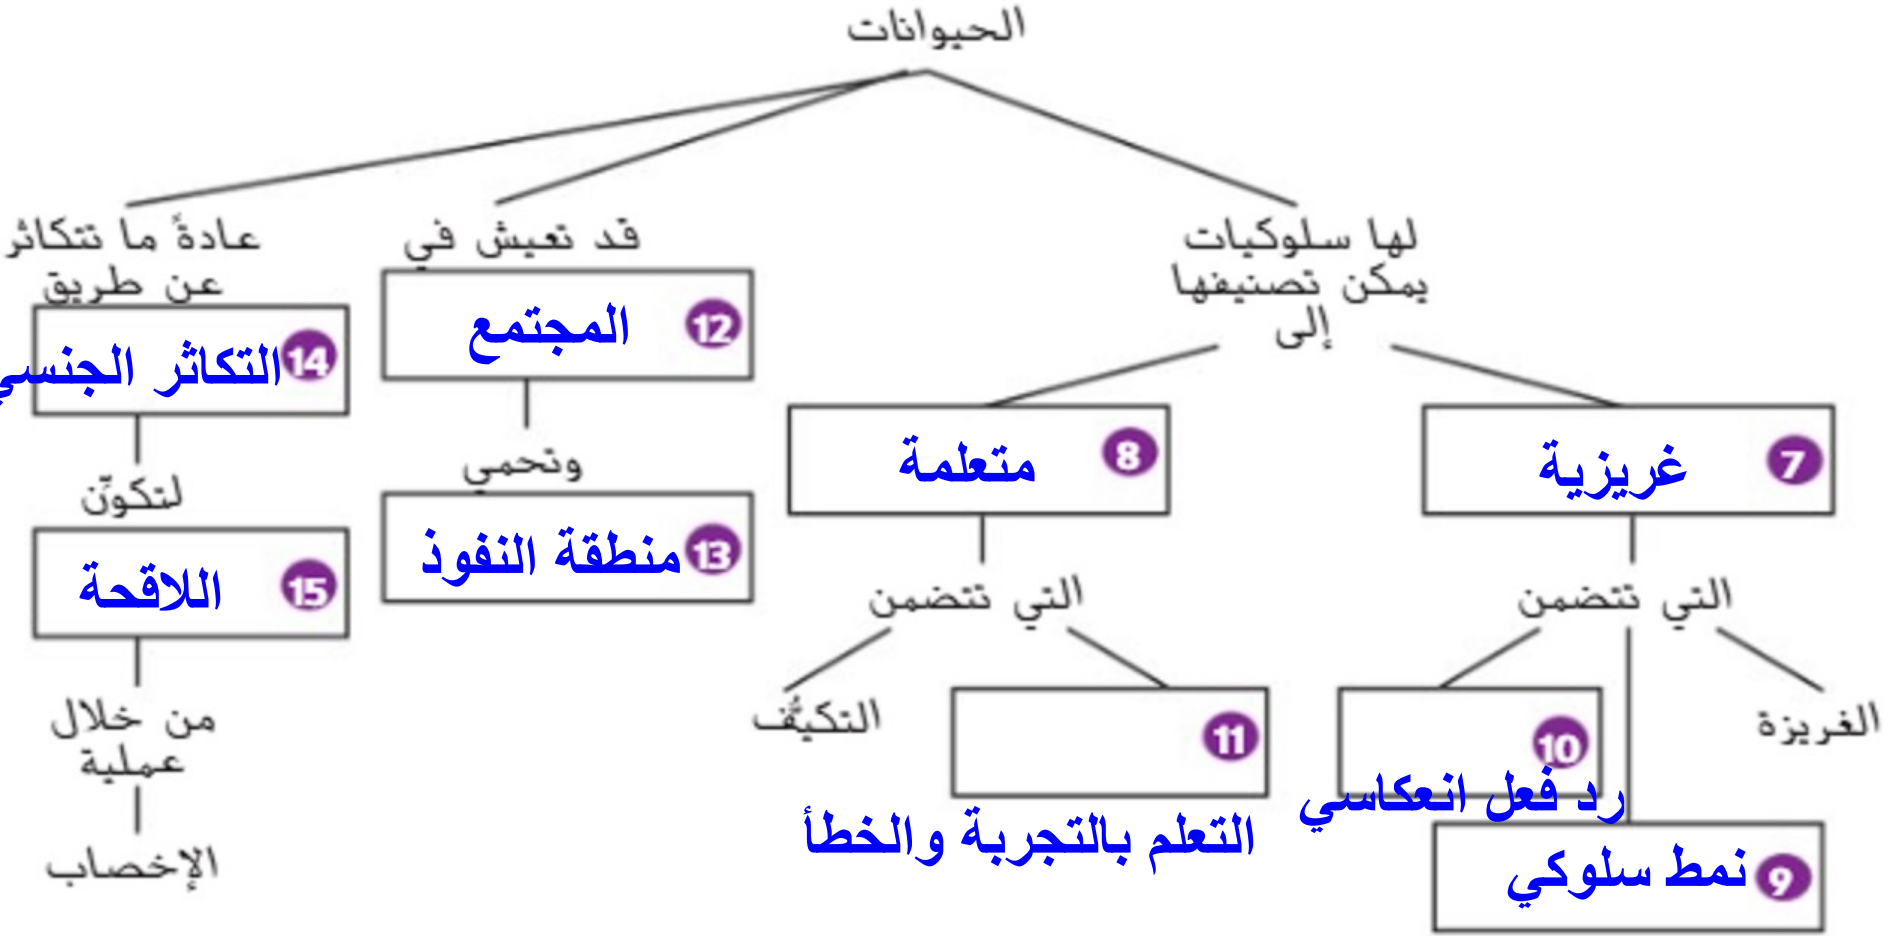 الحيوانات
لها سلوكيات
يمكن تصنيفها
إلى
7 غريزية
التي تتضمن
الغريزة
9 نمط سلوكي
10
رد فعل انعكاسي
8 متعلمة
التي تتضمن
11
التعلم بالتجربة والخطأ
التكيُّف
قد تعيش في
12 المجتمع
وتحمي
13 منطقة النفوذ
عادةً ما تتكاثر
عن طريق
14 التكاثر الجنسي
لتكوِّن
15 اللاقحة
من خلال
عملية
الإخصاب